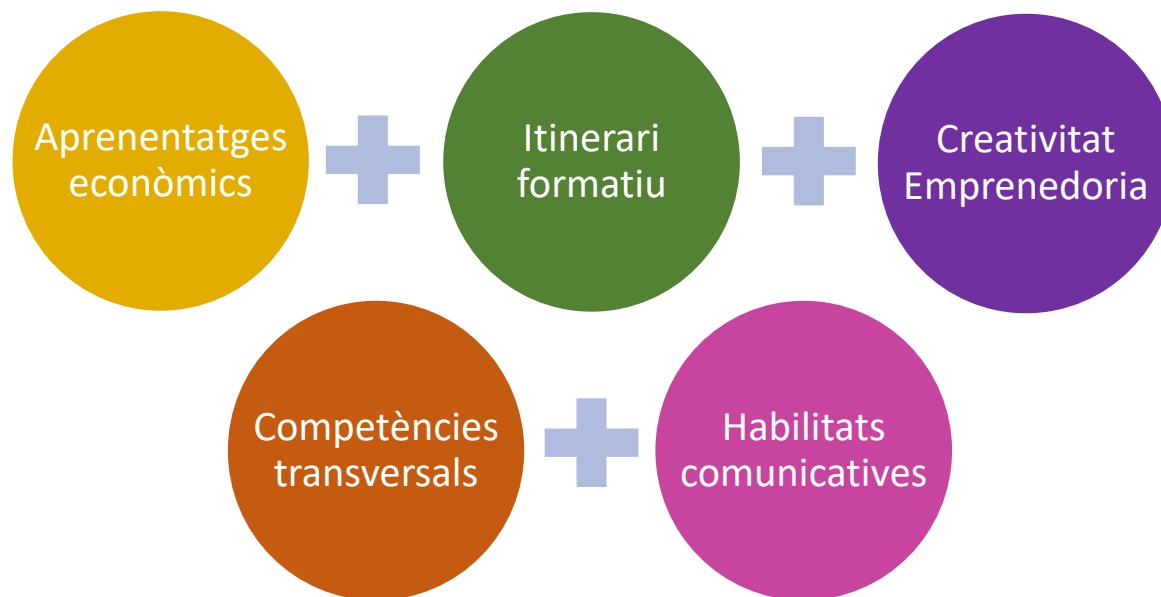 Aprenentatges
econòmics
Itinerari
formatiu
Creativitat
Emprenedoria
Competències
transversals
Habilitats
comunicatives